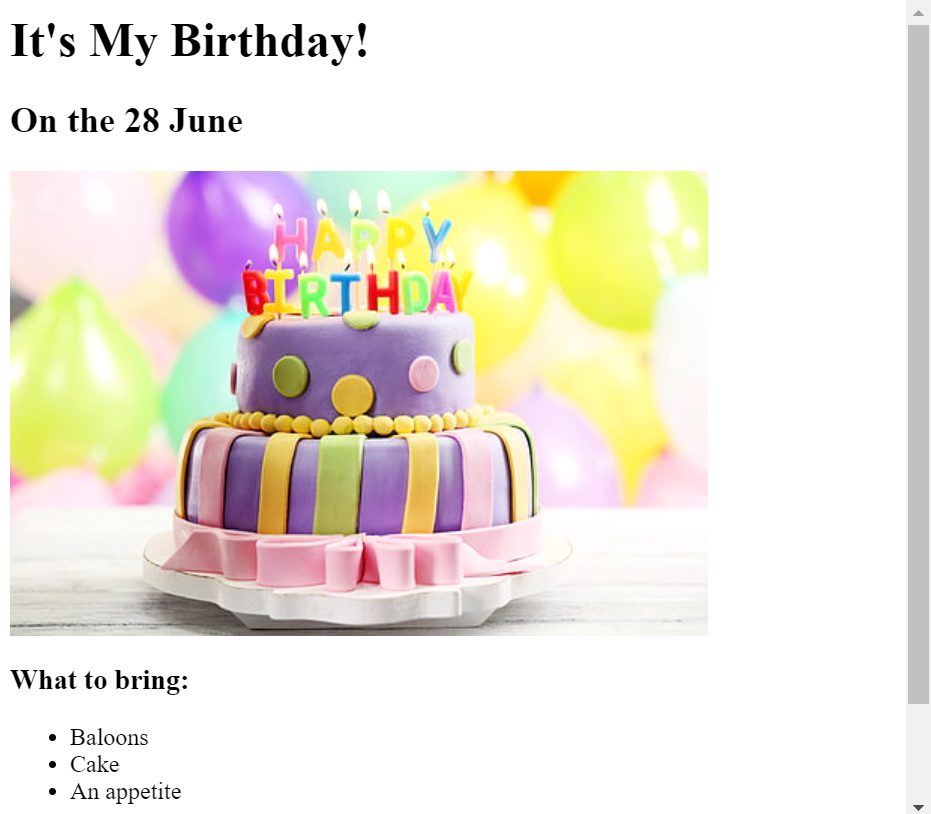 It's My Birthday!
On the 28 June
HAPPY
BIRTHDAY
What to bring:
Baloons
Cake
An appetite